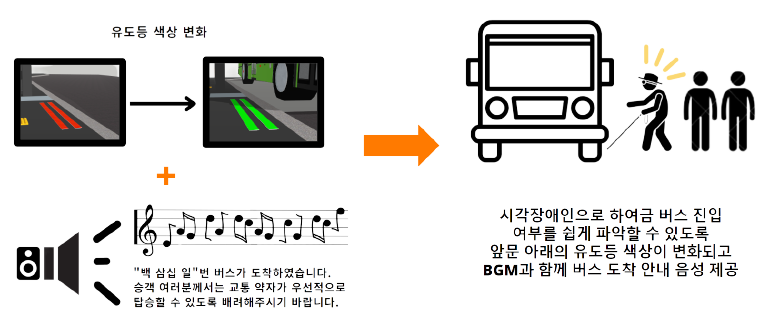 유도등 색상 변화
"백 삼십 일"번 버스가 도착하였습니다.
승객 여러분께서는 교통 약자가 우선적으로
탑승할 수 있도록 배려해주시기 바랍니다.
시각장애인으로 하여금 버스 진입
여부를 쉽게 파악할 수 있도록
앞문 아래의 유도등 색상이 변화되고
BGM과 함께 버스 도착 안내 음성 제공